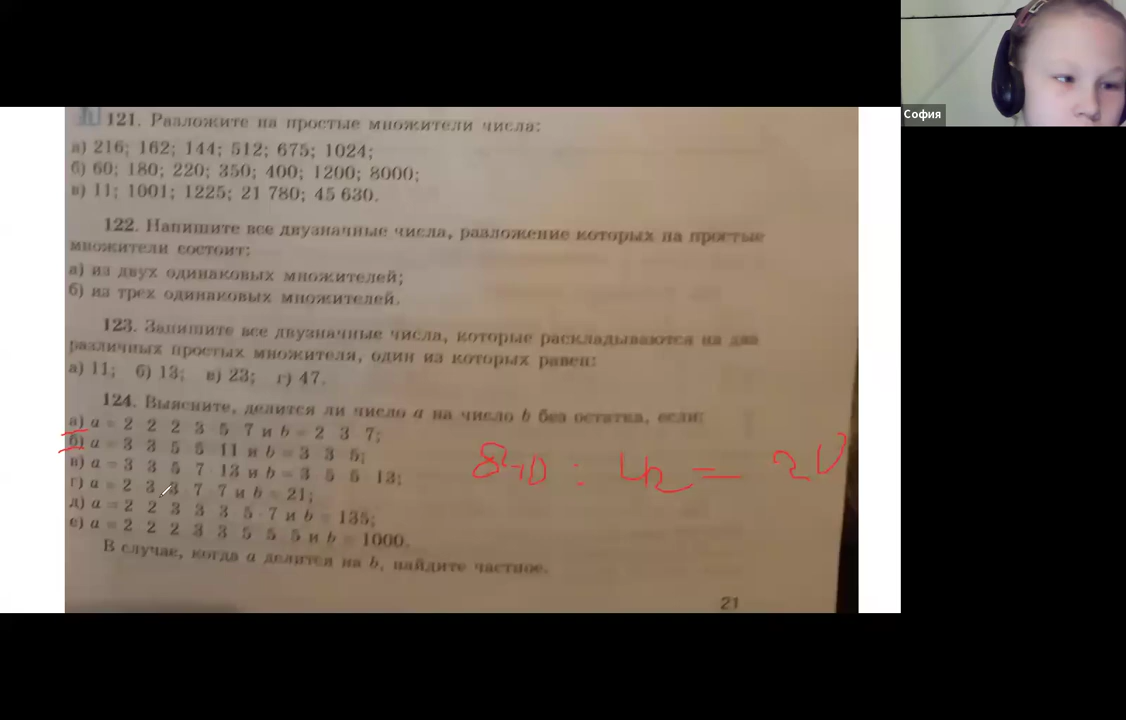 София
121. Разложите на простые множители числа:
а) 216; 162; 144; 512; 675; 1024;
б) 60; 180; 220; 350; 400; 1200; 8000;
в) 11; 1001; 1225; 21 780; 45 630.
122. Напишите все двузначные числа, разложение которых на простые
множители состоит:
а) из двух одинаковых множителей;
б) из трех одинаковых множителей.
123. Запишите все двузначные числа, которые раскладываются на два
различных простых множителя, один из которых равен:
а) 11; б) 13; в) 23; г) 47.
124. Выясните, делится ли число a на число b без остатка, если:
а) a = 2 2 2 3 5 7 и b = 2 3 7;
б) a = 3 3 5 5 11 и b = 3 3 5;
в) a = 3 3 5 7 13 и b = 3 5 5 13;
г) a = 2 3 3 7 7 и b = 21;
д) a = 2 2 3 3 3 5 · 7 и b = 135;
е) a = 2 2 2 3 3 5 5 5 и b = 1000.
840 : 42 = 20
В случае, когда a делится на b, найдите частное.
21